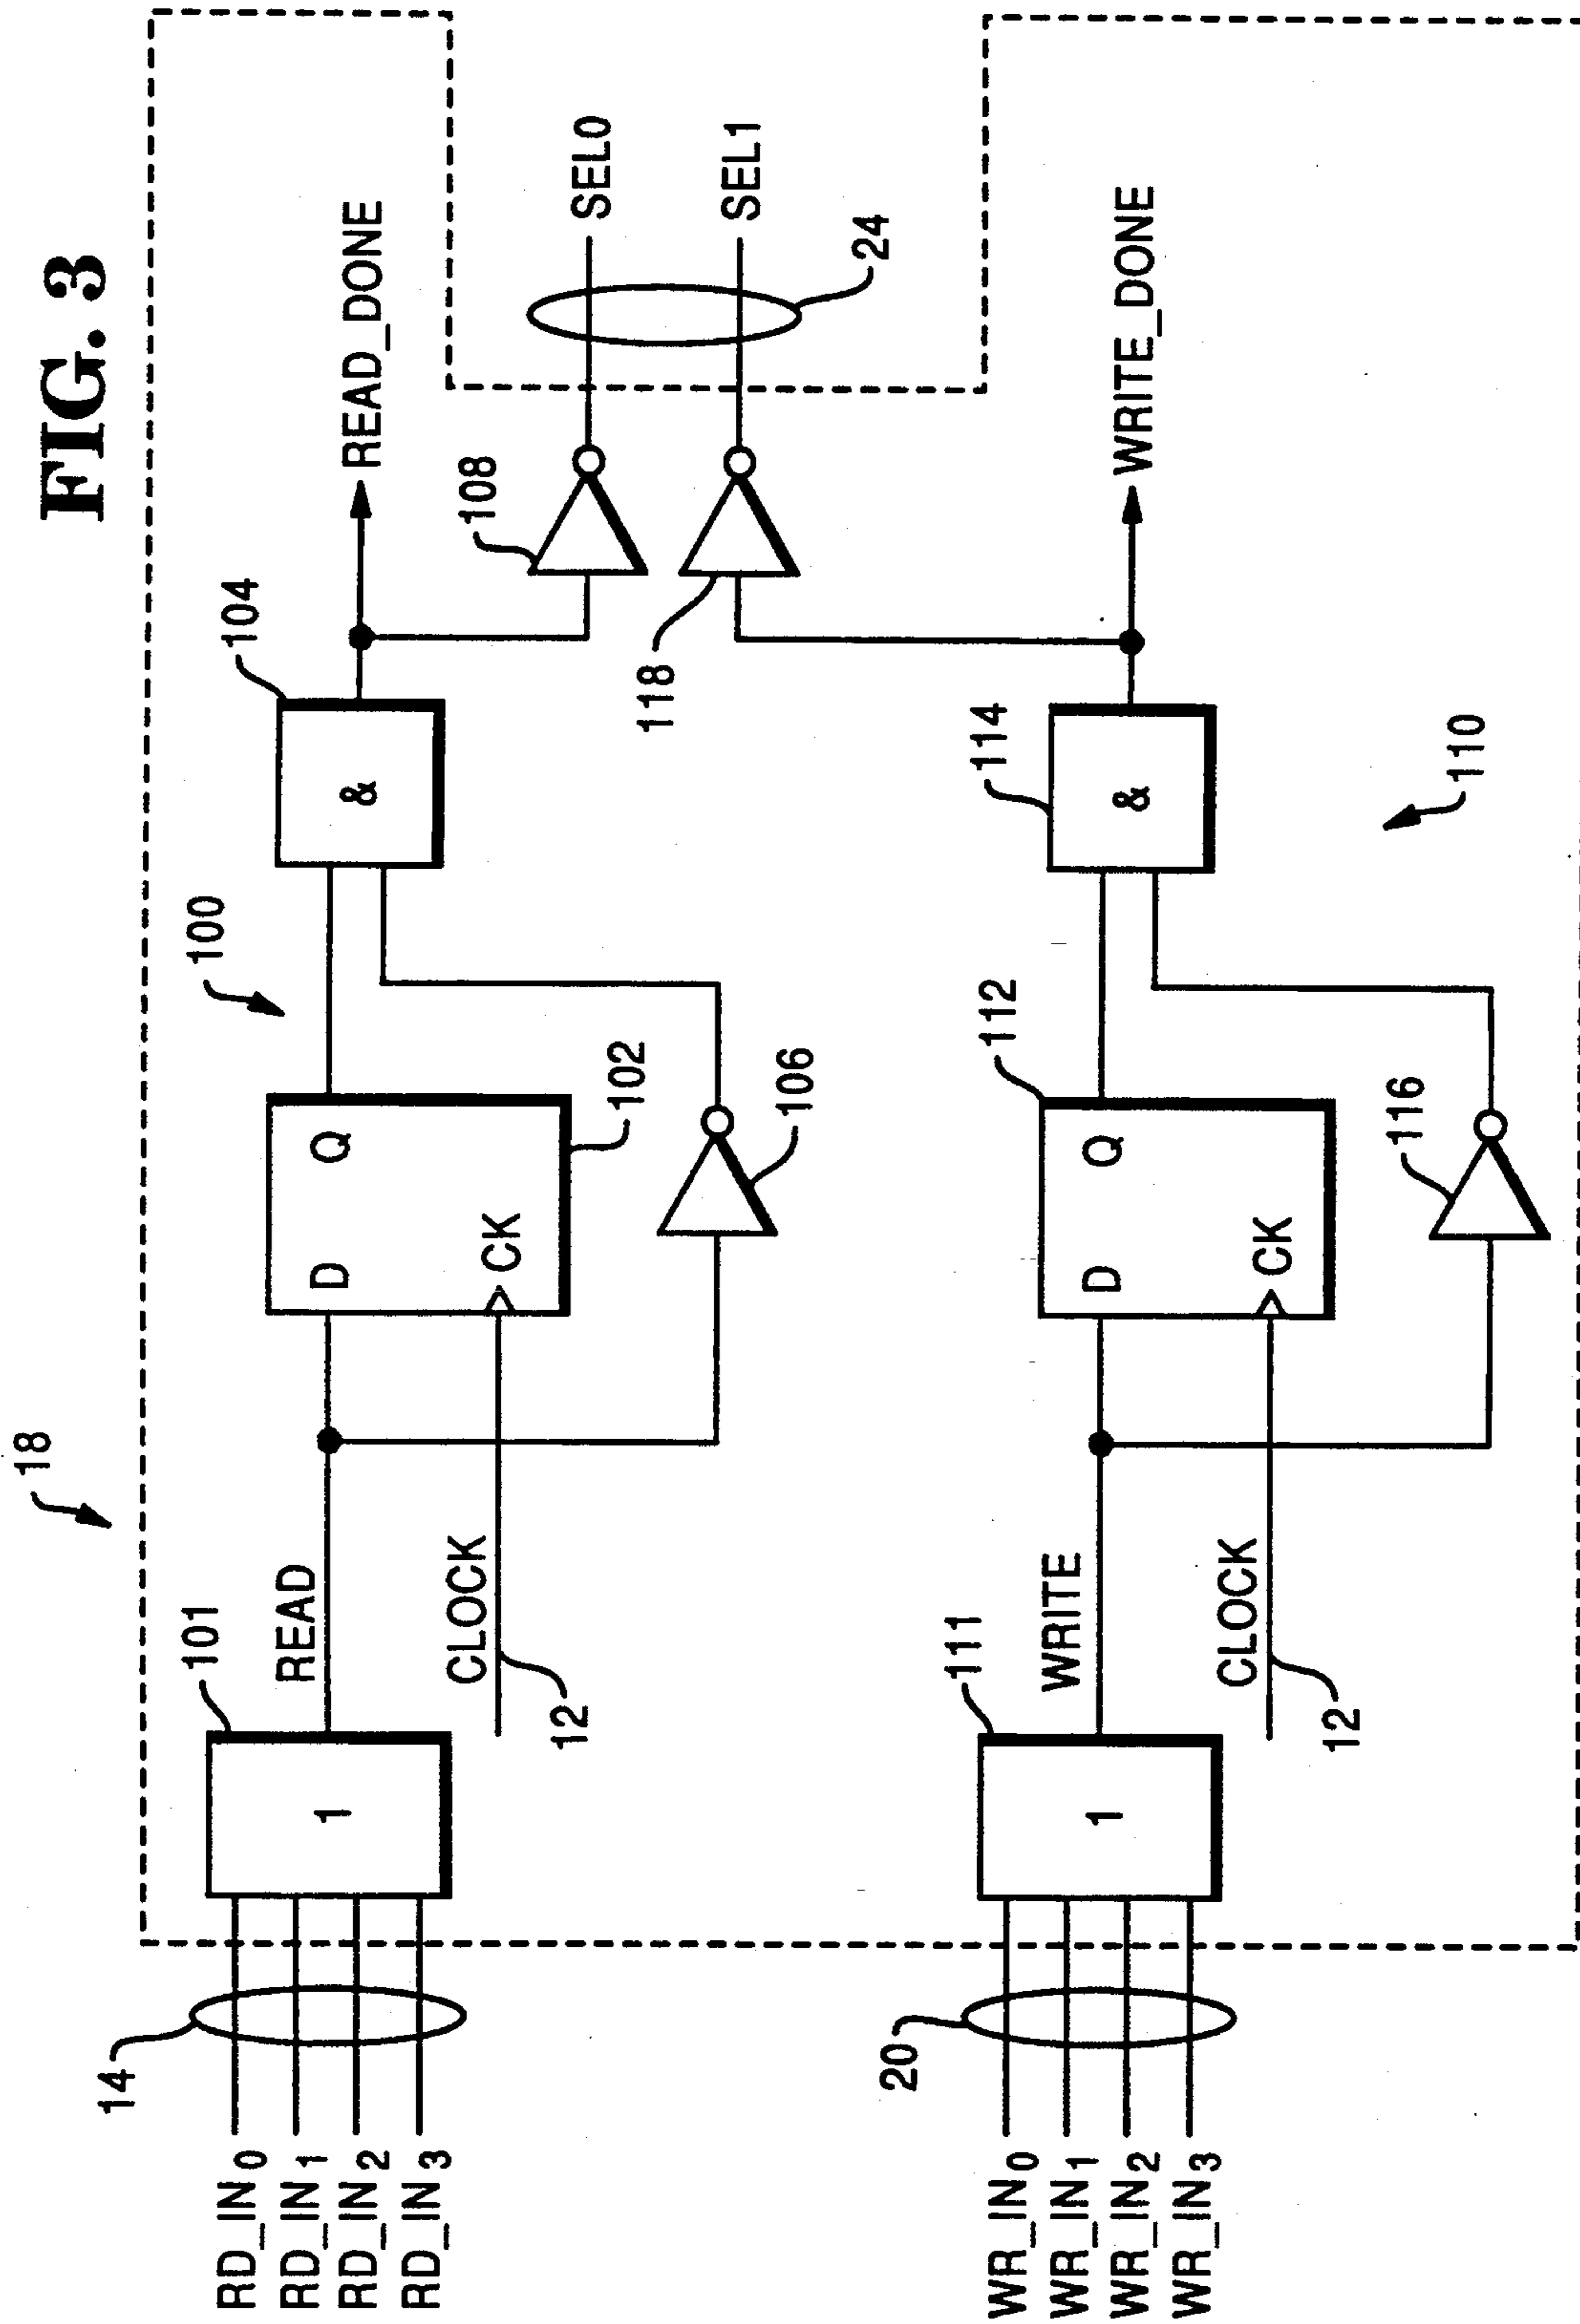 FIG. 3
18
14
RD_IN0
RD_IN1
RD_IN2
RD_IN3
101
1
READ
CLOCK
12
D
Q
CK
102
106
100
104
&
READ_DONE
108
SEL0
118
SEL1
24
20
WR_IN0
WR_IN1
WR_IN2
WR_IN3
111
1
WRITE
CLOCK
12
D
Q
CK
112
116
114
&
WRITE_DONE
110